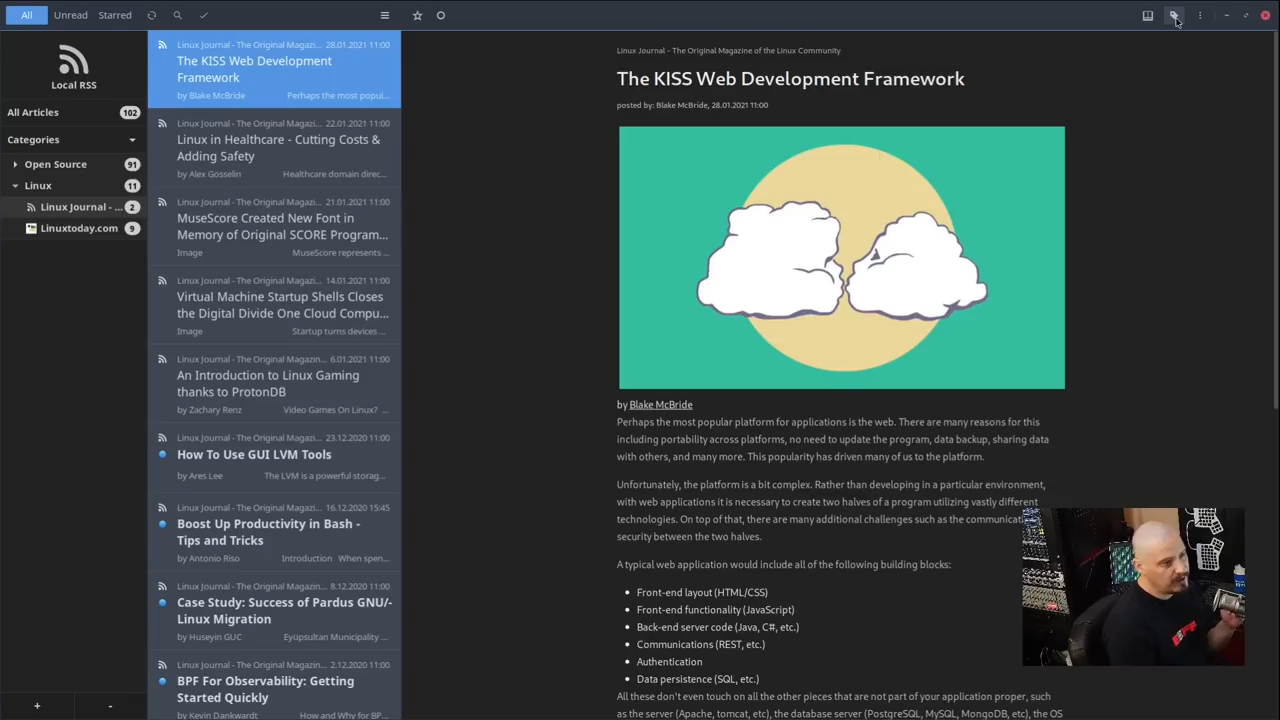 All Unread Starred
Local RSS
All Articles 102
Categories
Open Source 91
Linux 11
Linux Journal - ... 2
Linuxtoday.com 9
+ -
Linux Journal - The Original Magazi... 28.01.2021 11:00
The KISS Web Development
Framework
by Blake McBride Perhaps the most popul...
Linux Journal - The Original Magazi... 22.01.2021 11:00
Linux in Healthcare - Cutting Costs &
Adding Safety
by Alex Gosselin Healthcare domain direc...
Linux Journal - The Original Magazi... 21.01.2021 11:00
MuseScore Created New Font in
Memory of Original SCORE Program...
Image MuseScore represents ...
Linux Journal - The Original Magazi... 14.01.2021 11:00
Virtual Machine Startup Shells Closes
the Digital Divide One Cloud Compu...
Image Startup turns devices ...
Linux Journal - The Original Magazin... 6.01.2021 11:00
An Introduction to Linux Gaming
thanks to ProtonDB
by Zachary Renz Video Games On Linux? ...
Linux Journal - The Original Magazi... 23.12.2020 11:00
How To Use GUI LVM Tools
by Ares Lee The LVM is a powerful storag...
Linux Journal - The Original Magazi... 16.12.2020 15:45
Boost Up Productivity in Bash -
Tips and Tricks
by Antonio Riso Introduction When spen...
Linux Journal - The Original Magazin... 8.12.2020 11:00
Case Study: Success of Pardus GNU/-
Linux Migration
by Huseyin GUC Eyüpsultan Municipality ...
Linux Journal - The Original Magazin... 2.12.2020 11:00
BPF For Observability: Getting
Started Quickly
by Kevin Dankwardt How and Why for BP...
Linux Journal - The Original Magazine of the Linux Community
The KISS Web Development Framework
posted by: Blake McBride, 28.01.2021 11:00
by Blake McBride
Perhaps the most popular platform for applications is the web. There are many reasons for this
including portability across platforms, no need to update the program, data backup, sharing data
with others, and many more. This popularity has driven many of us to the platform.
Unfortunately, the platform is a bit complex. Rather than developing in a particular environment,
with web applications it is necessary to create two halves of a program utilizing vastly different
technologies. On top of that, there are many additional challenges such as the communicati
security between the two halves.
A typical web application would include all of the following building blocks:
• Front-end layout (HTML/CSS)
• Front-end functionality (JavaScript)
• Back-end server code (Java, C#, etc.)
• Communications (REST, etc.)
• Authentication
• Data persistence (SQL, etc.)
All these don't even touch on all the other pieces that are not part of your application proper, such
as the server (Apache, tomcat, etc), the database server (PostgreSQL, MySQL, MongoDB, etc), the OS